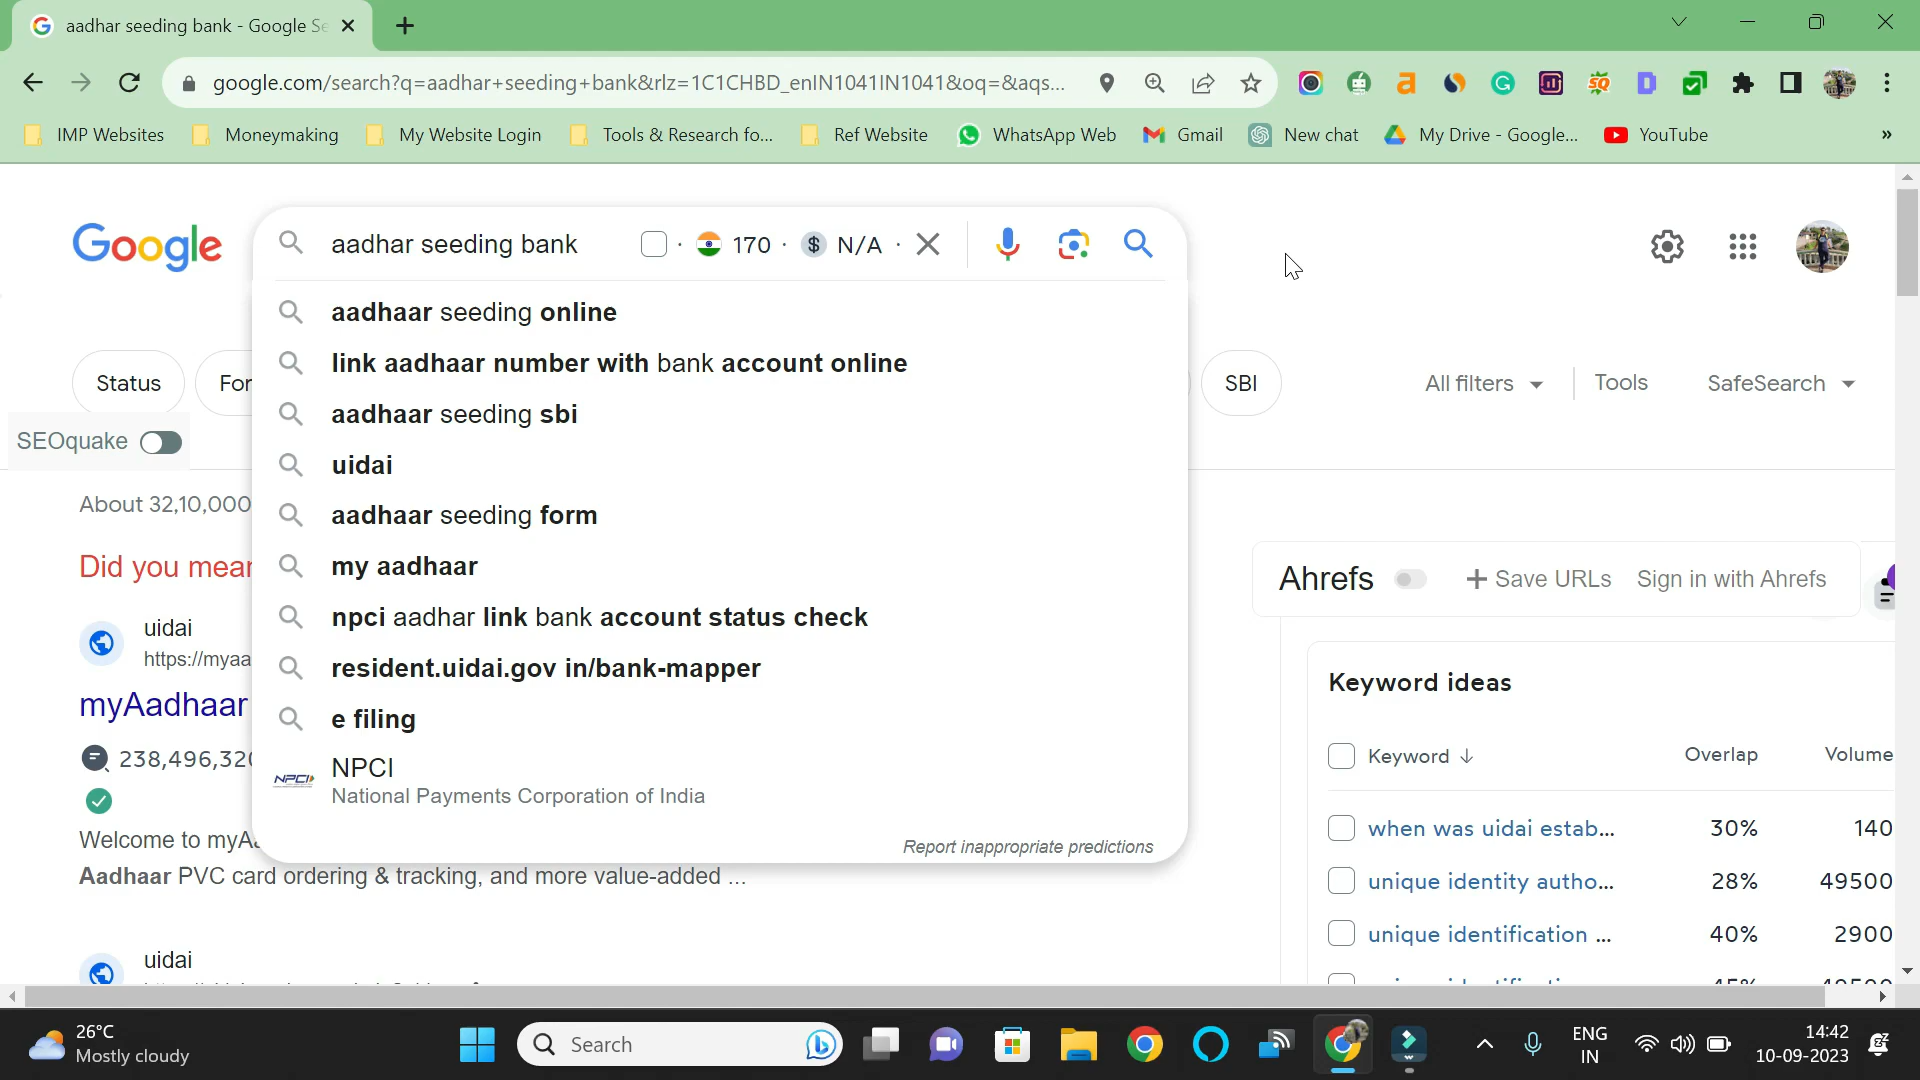 aadhar seeding bank - Google Se
google.com/search?q=aadhar+seeding+bank&rlz=1C1CHBD_enIN1041IN1041&oq=&aqs...
IMP Websites
Moneymaking
My Website Login
Tools & Research fo...
Ref Website
WhatsApp Web
Gmail
New chat
My Drive - Google...
YouTube
»
Google
aadhar seeding bank · 170 · $ N/A ·
aadhaar seeding online
link aadhaar number with bank account online
aadhaar seeding sbi
uidai
aadhaar seeding form
my aadhaar
npci aadhar link bank account status check
resident.uidai.gov in/bank-mapper
e filing
NPCI
NPCI
National Payments Corporation of India
Report inappropriate predictions
Status
For
SBI
All filters
Tools
SafeSearch
SEOquake
About 32,10,000
Did you mean
uidai
https://myaa
myAadhaar
238,496,320
Welcome to myAa
Aadhaar PVC card ordering & tracking, and more value-added ...
uidai
Ahrefs
+ Save URLs
Sign in with Ahrefs
Keyword ideas
Keyword ↓ Overlap Volume
when was uidai estab... 30% 140
unique identity autho... 28% 49500
unique identification ... 40% 2900
26°C
Mostly cloudy
Search
ENG
IN
14:42
10-09-2023